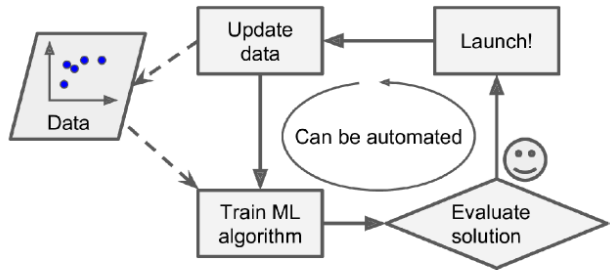 Update
data
Launch!
Data
Can be automated
Train ML
algorithm
Evaluate
solution